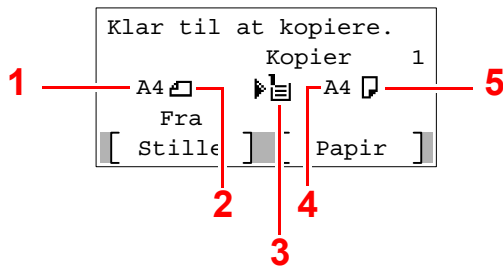 Klar til at kopiere.
Kopier 1
1 A4 A4 5
Fra
[ Stille ] [ Papir ]
2 3 4